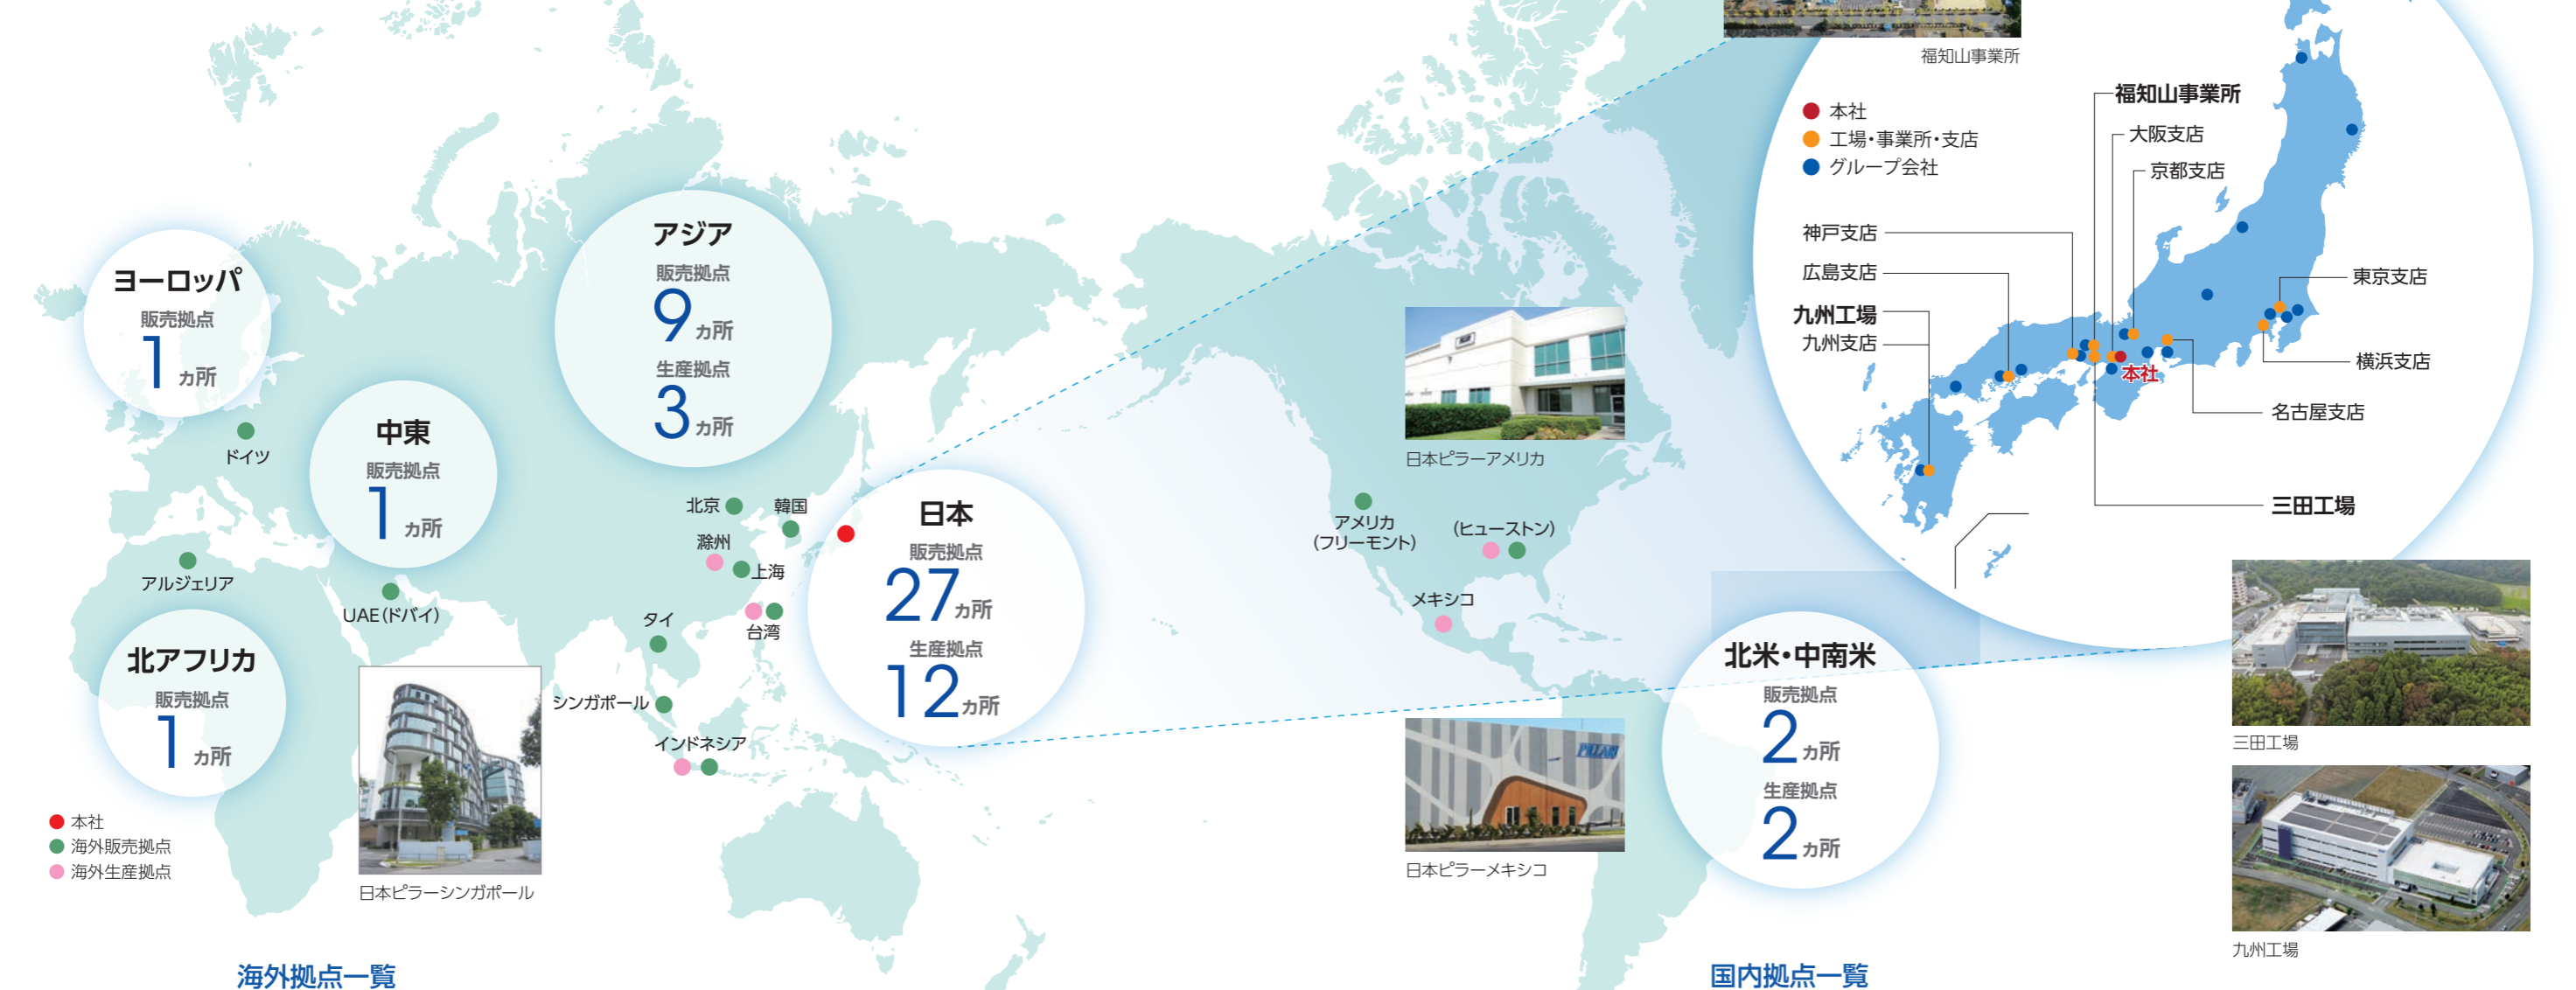 福知山事業所
本社
工場・事業所・支店
グループ会社
福知山事業所
大阪支店
京都支店
神戸支店
広島支店
九州工場
九州支店
東京支店
横浜支店
本社
名古屋支店
三田工場
ヨーロッパ
販売拠点
1ヵ所
ドイツ
中東
販売拠点
1ヵ所
アジア
販売拠点
9ヵ所
生産拠点
3ヵ所
北京
韓国
滁州
上海
台湾
タイ
シンガポール
インドネシア
アルジェリア
UAE(ドバイ)
北アフリカ
販売拠点
1ヵ所
日本
販売拠点
27ヵ所
生産拠点
12ヵ所
日本ピラーアメリカ
アメリカ
(フリーモント)
(ヒューストン)
メキシコ
北米・中南米
販売拠点
2ヵ所
生産拠点
2ヵ所
PILLAR
日本ピラーメキシコ
日本ピラーシンガポール
本社
海外販売拠点
海外生産拠点
三田工場
九州工場
海外拠点一覧
国内拠点一覧